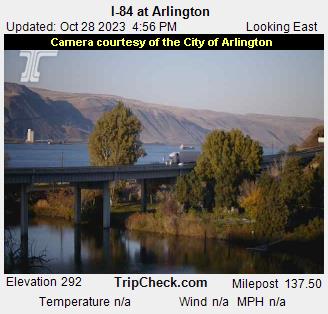 I-84 at Arlington
Updated: Oct 28 2023 4:56 PM Looking East
Camera courtesy of the City of Arlington
Elevation 292 TripCheck.com Milepost 137.50
Temperature n/a Wind n/a MPH n/a